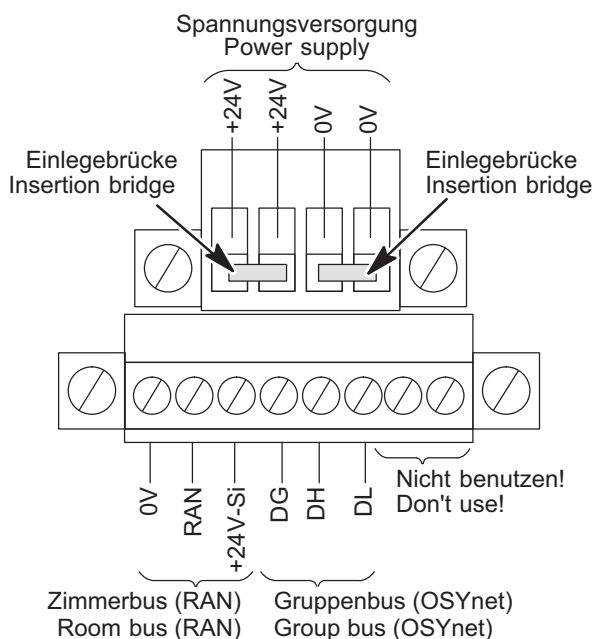 Spannungsversorgung
Power supply
+24V
+24V
0V
0V
Einlegebrücke
Insertion bridge
Einlegebrücke
Insertion bridge
0V
RAN
+24V-Si
DG
DH
DL
Nicht benutzen!
Don't use!
Zimmerbus (RAN)
Room bus (RAN)
Gruppenbus (OSYnet)
Group bus (OSYnet)